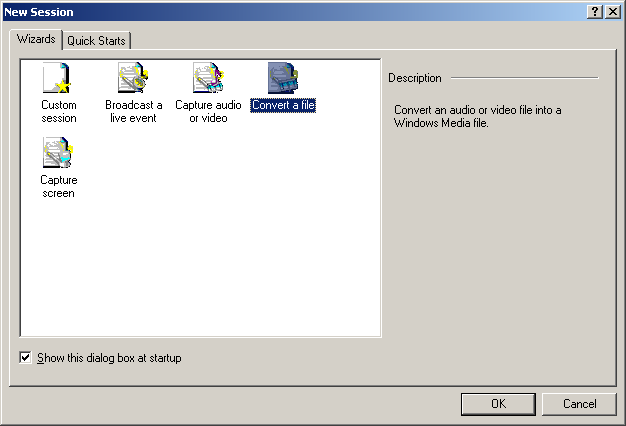 New Session
Wizards
Quick Starts
Custom
session
Broadcast a
live event
Capture audio
or video
Convert a file
Capture
screen
Description
Convert an audio or video file into a
Windows Media file.
Show this dialog box at startup
OK
Cancel